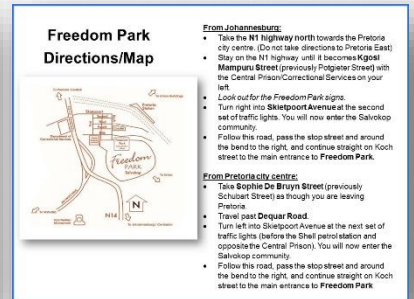 Freedom Park
Directions/Map
Freedom
PARK
Salvokop
N
N14
From Johannesburg:
• Take the N1 highway north towards the Pretoria
city centre. (Do not take directions to Pretoria East)
• Stay on the N1 highway until it becomes Kgosi
Mampuru Street (previously Potgieter Street) with
the Central Prison/Correctional Services on your
left.
• Look out for the Freedom Park signs.
• Turn right into Skietpoort Avenue at the second
set of traffic lights. You will now enter the Salvokop
community.
• Follow this road, pass the stop street and around
the bend to the right, and continue straight on Koch
street to the main entrance to Freedom Park.
From Pretoria city centre:
• Take Sophie De Bruyn Street (previously
Schubart Street) as though you are leaving
Pretoria.
• Travel past Dequar Road.
• Turn left into Skietpoort Avenue at the next set of
traffic lights (before the Shell petrol station and
opposite the Central Prison). You will now enter the
Salvokop community.
• Follow this road, pass the stop street and around
the bend to the right, and continue straight on Koch
street to the main entrance to Freedom Park